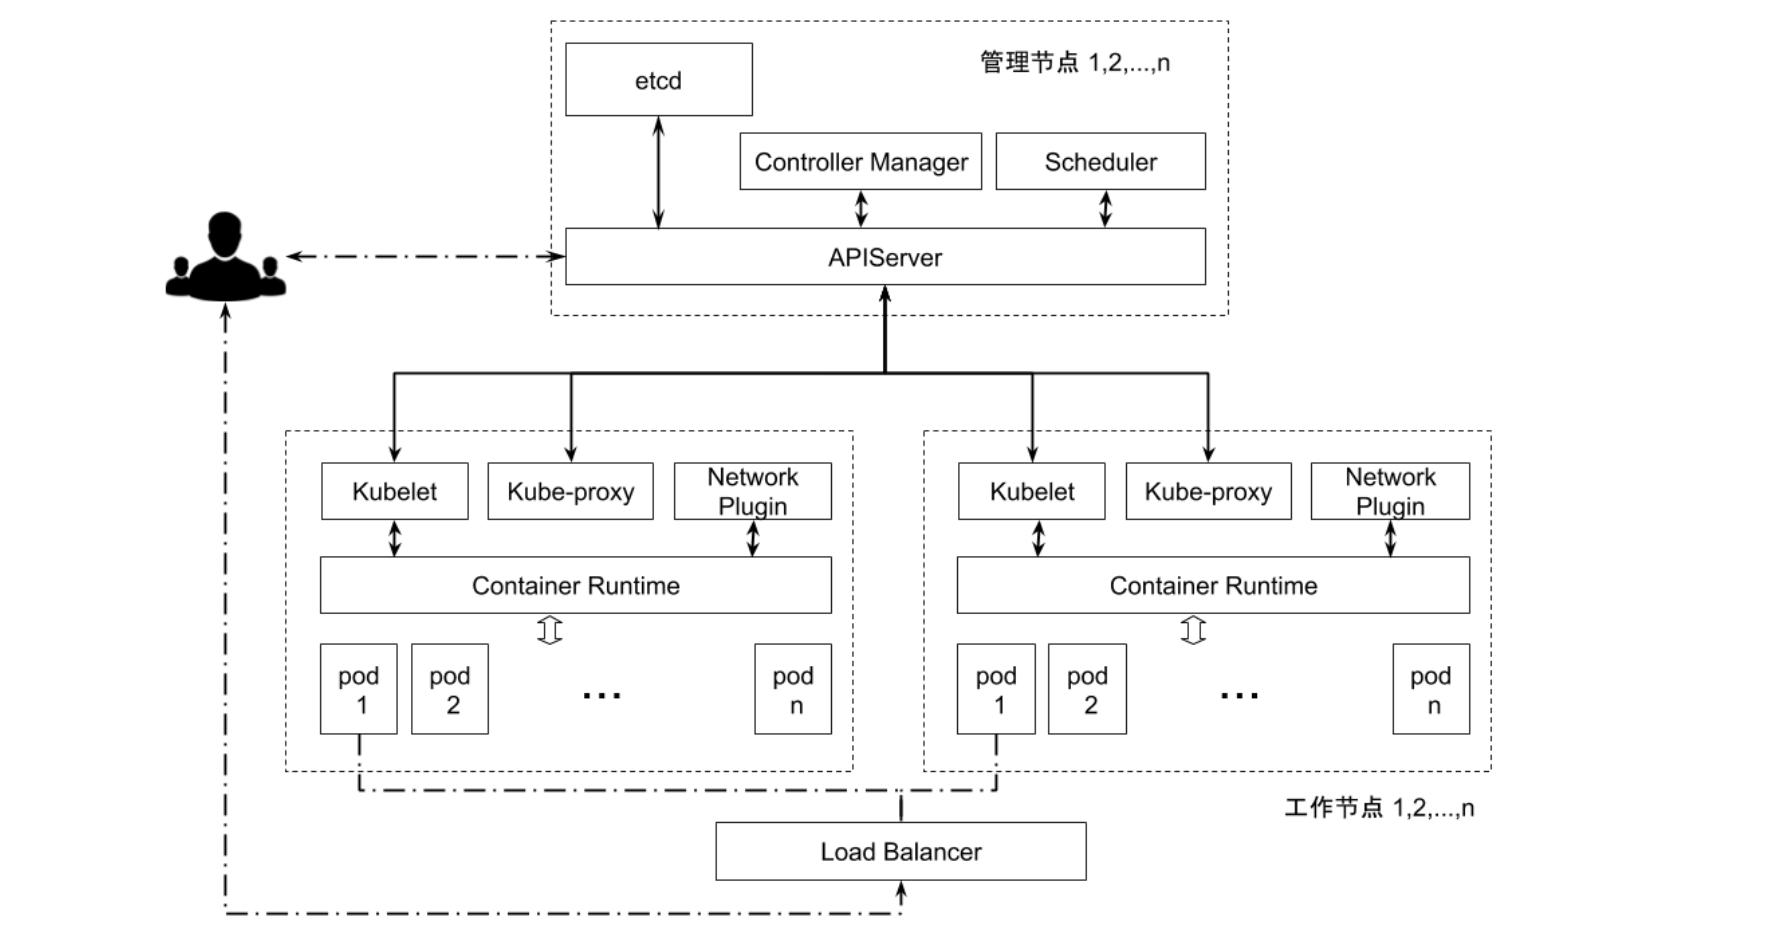 etcd
管理节点 1,2,...,n
Controller Manager
Scheduler
APIServer
Kubelet
Kube-proxy
Network
Plugin
Kubelet
Kube-proxy
Network
Plugin
Container Runtime
Container Runtime
pod
1
pod
2
...
pod
n
pod
1
pod
2
...
pod
n
工作节点 1,2,...,n
Load Balancer